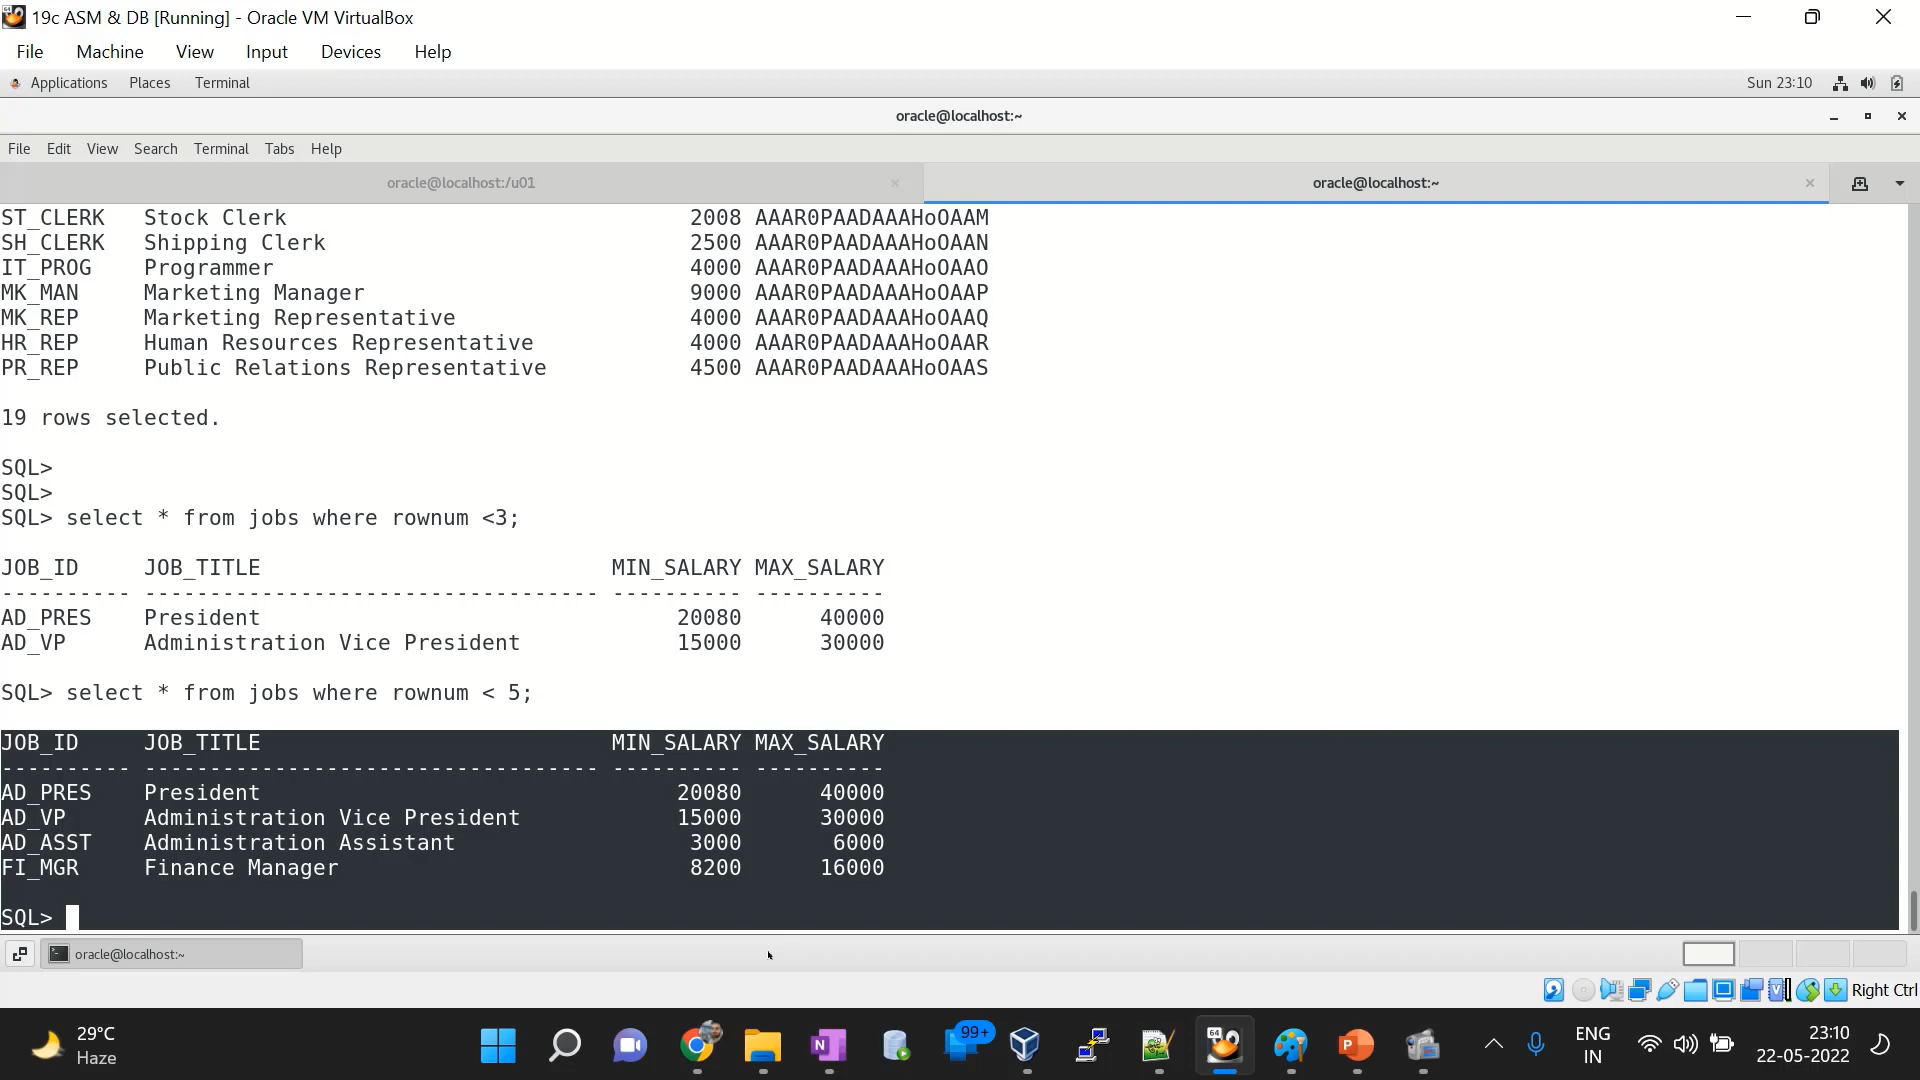 19c ASM & DB [Running] - Oracle VM VirtualBox
File Machine View Input Devices Help
Applications Places Terminal Sun 23:10
oracle@localhost:~
File Edit View Search Terminal Tabs Help
oracle@localhost:/u01 oracle@localhost:~
ST_CLERK Stock Clerk 2008 AAAR0PAADAAAHoOAAM
SH_CLERK Shipping Clerk 2500 AAAR0PAADAAAHoOAAN
IT_PROG Programmer 4000 AAAR0PAADAAAHoOAAO
MK_MAN Marketing Manager 9000 AAAR0PAADAAAHoOAAP
MK_REP Marketing Representative 4000 AAAR0PAADAAAHoOAAQ
HR_REP Human Resources Representative 4000 AAAR0PAADAAAHoOAAR
PR_REP Public Relations Representative 4500 AAAR0PAADAAAHoOAAS
19 rows selected.
SQL>
SQL>
SQL> select * from jobs where rownum <3;
JOB_ID JOB_TITLE MIN_SALARY MAX_SALARY
---------- ----------------------------------- ---------- ----------
AD_PRES President 20080 40000
AD_VP Administration Vice President 15000 30000
SQL> select * from jobs where rownum < 5;
JOB_ID JOB_TITLE MIN_SALARY MAX_SALARY
---------- ----------------------------------- ---------- ----------
AD_PRES President 20080 40000
AD_VP Administration Vice President 15000 30000
AD_ASST Administration Assistant 3000 6000
FI_MGR Finance Manager 8200 16000
SQL>
oracle@localhost:~
Right Ctrl
29°C
Haze
99+
64
ENG
IN
23:10
22-05-2022